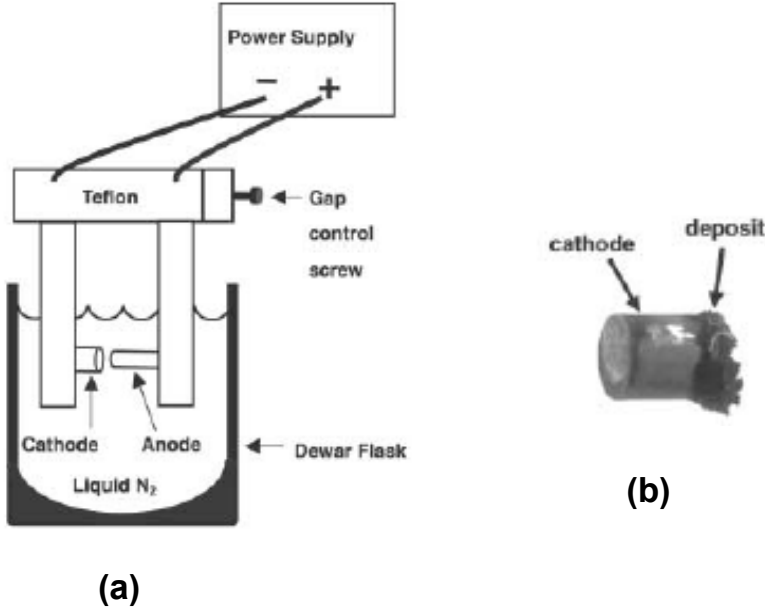 Power Supply
− +
Teflon
Gap
control
screw
Cathode
Anode
Dewar Flask
Liquid N₂
(a)
cathode
deposit
(b)